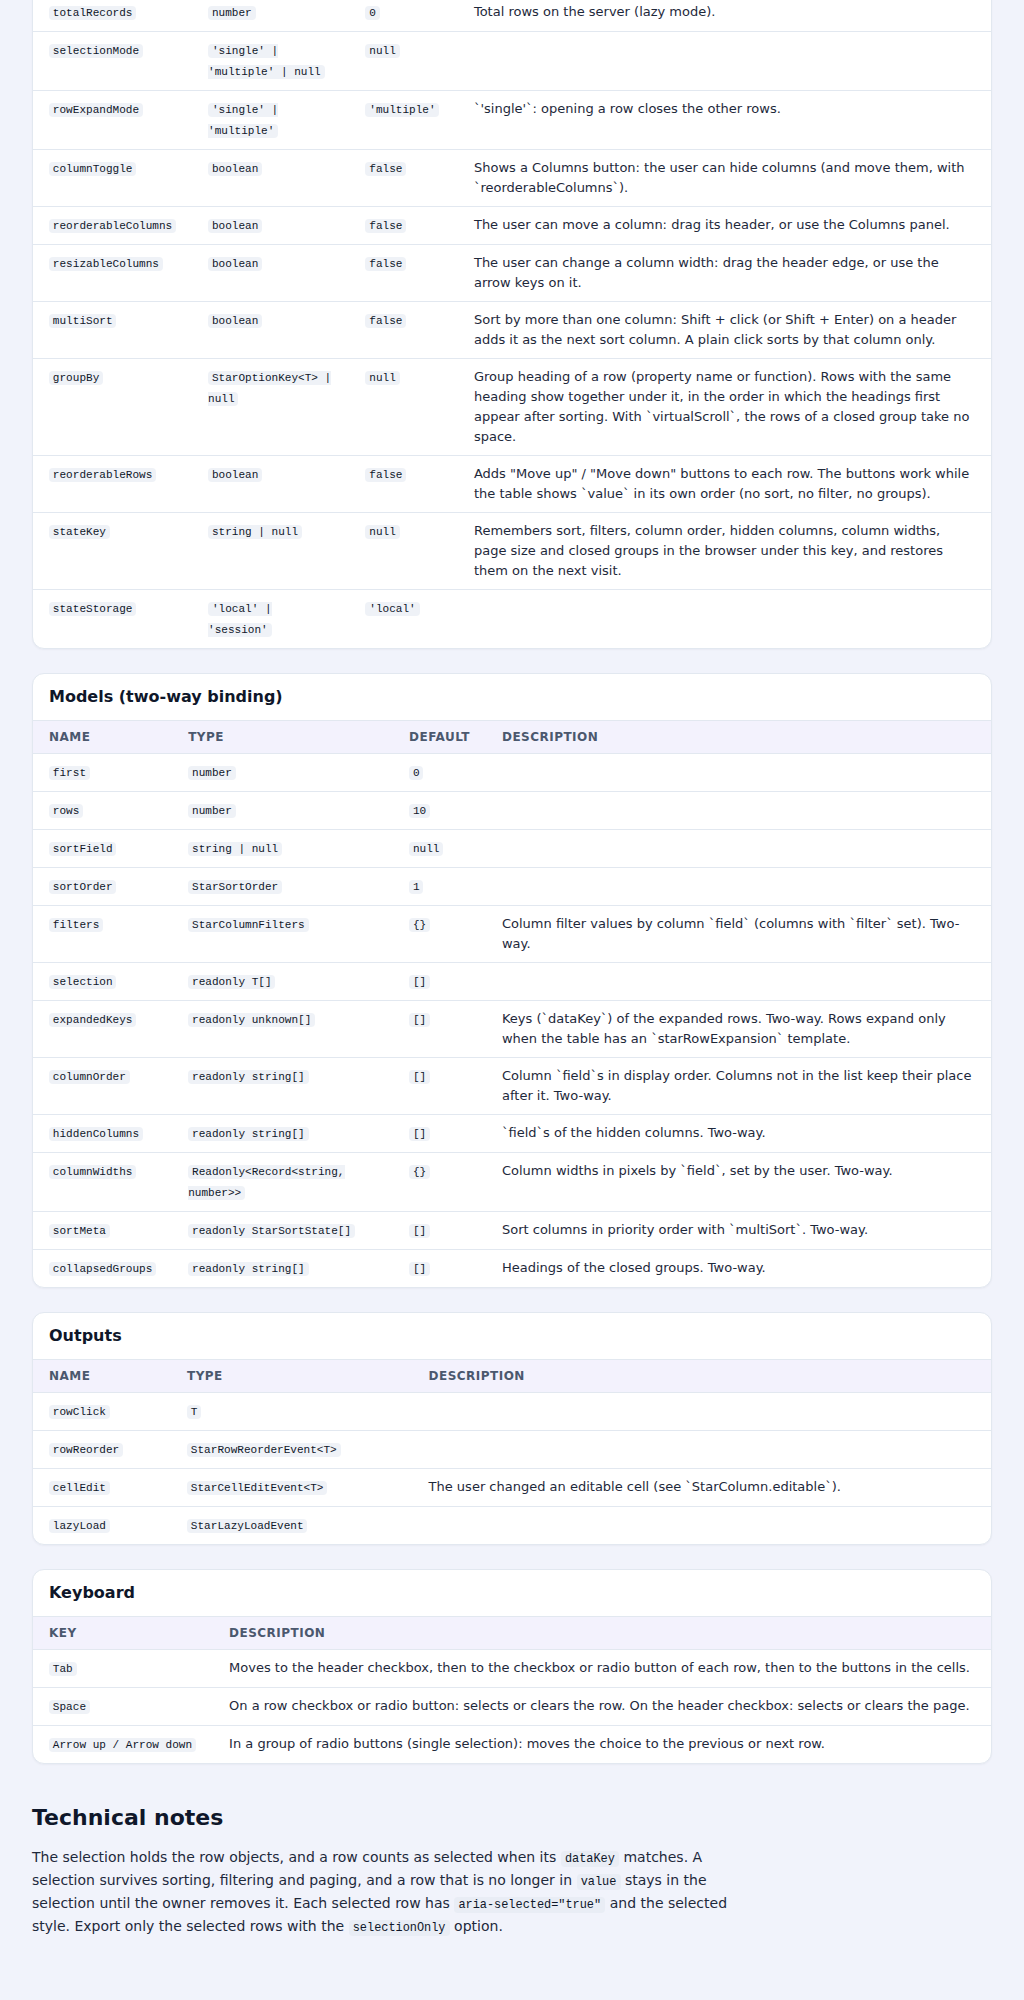 totalRecords number 0 Total rows on the server (lazy mode).
selectionMode 'single' | null
'multiple' | null
rowExpandMode 'single' | 'multiple' `'single'`: opening a row closes the other rows.
'multiple'
columnToggle boolean false Shows a Columns button: the user can hide columns (and move them, with
`reorderableColumns`).
reorderableColumns boolean false The user can move a column: drag its header, or use the Columns panel.
resizableColumns boolean false The user can change a column width: drag the header edge, or use the
arrow keys on it.
multiSort boolean false Sort by more than one column: Shift + click (or Shift + Enter) on a header
adds it as the next sort column. A plain click sorts by that column only.
groupBy StarOptionKey<T> | null Group heading of a row (property name or function). Rows with the same
null heading show together under it, in the order in which the headings first
appear after sorting. With `virtualScroll`, the rows of a closed group take no
space.
reorderableRows boolean false Adds "Move up" / "Move down" buttons to each row. The buttons work while
the table shows `value` in its own order (no sort, no filter, no groups).
stateKey string | null null Remembers sort, filters, column order, hidden columns, column widths,
page size and closed groups in the browser under this key, and restores
them on the next visit.
stateStorage 'local' | 'local'
'session'
Models (two-way binding)
NAME TYPE DEFAULT DESCRIPTION
first number 0
rows number 10
sortField string | null null
sortOrder StarSortOrder 1
filters StarColumnFilters {} Column filter values by column `field` (columns with `filter` set). Two-
way.
selection readonly T[] []
expandedKeys readonly unknown[] [] Keys (`dataKey`) of the expanded rows. Two-way. Rows expand only
when the table has an `starRowExpansion` template.
columnOrder readonly string[] [] Column `field`s in display order. Columns not in the list keep their place
after it. Two-way.
hiddenColumns readonly string[] [] `field`s of the hidden columns. Two-way.
columnWidths Readonly<Record<string, {} Column widths in pixels by `field`, set by the user. Two-way.
number>>
sortMeta readonly StarSortState[] [] Sort columns in priority order with `multiSort`. Two-way.
collapsedGroups readonly string[] [] Headings of the closed groups. Two-way.
Outputs
NAME TYPE DESCRIPTION
rowClick T
rowReorder StarRowReorderEvent<T>
cellEdit StarCellEditEvent<T> The user changed an editable cell (see `StarColumn.editable`).
lazyLoad StarLazyLoadEvent
Keyboard
KEY DESCRIPTION
Tab Moves to the header checkbox, then to the checkbox or radio button of each row, then to the buttons in the cells.
Space On a row checkbox or radio button: selects or clears the row. On the header checkbox: selects or clears the page.
Arrow up / Arrow down In a group of radio buttons (single selection): moves the choice to the previous or next row.
Technical notes
The selection holds the row objects, and a row counts as selected when its dataKey matches. A
selection survives sorting, filtering and paging, and a row that is no longer in value stays in the
selection until the owner removes it. Each selected row has aria-selected="true" and the selected
style. Export only the selected rows with the selectionOnly option.